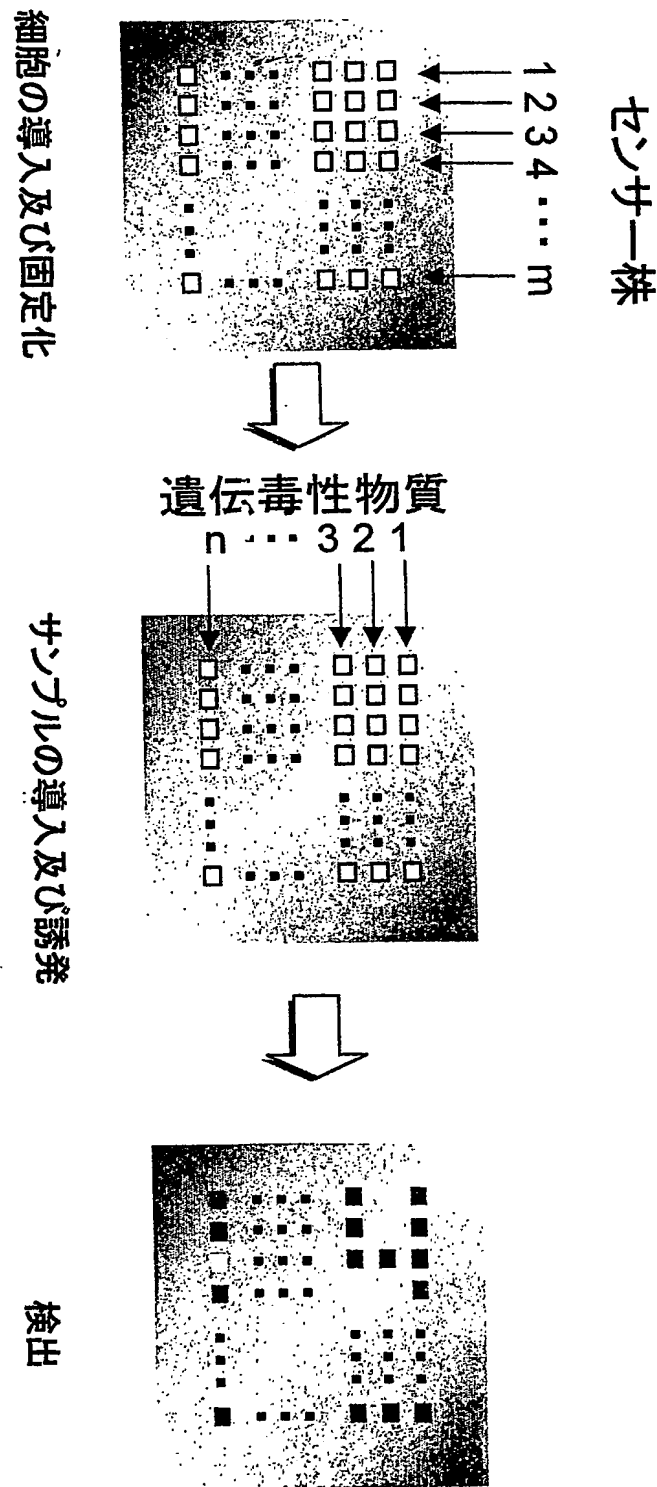 センサー株
1 2 3 4 ･･･ m
細胞の導入及び固定化
遺伝毒性物質
n ･･･ 3 2 1
サンプルの導入及び誘発
検出